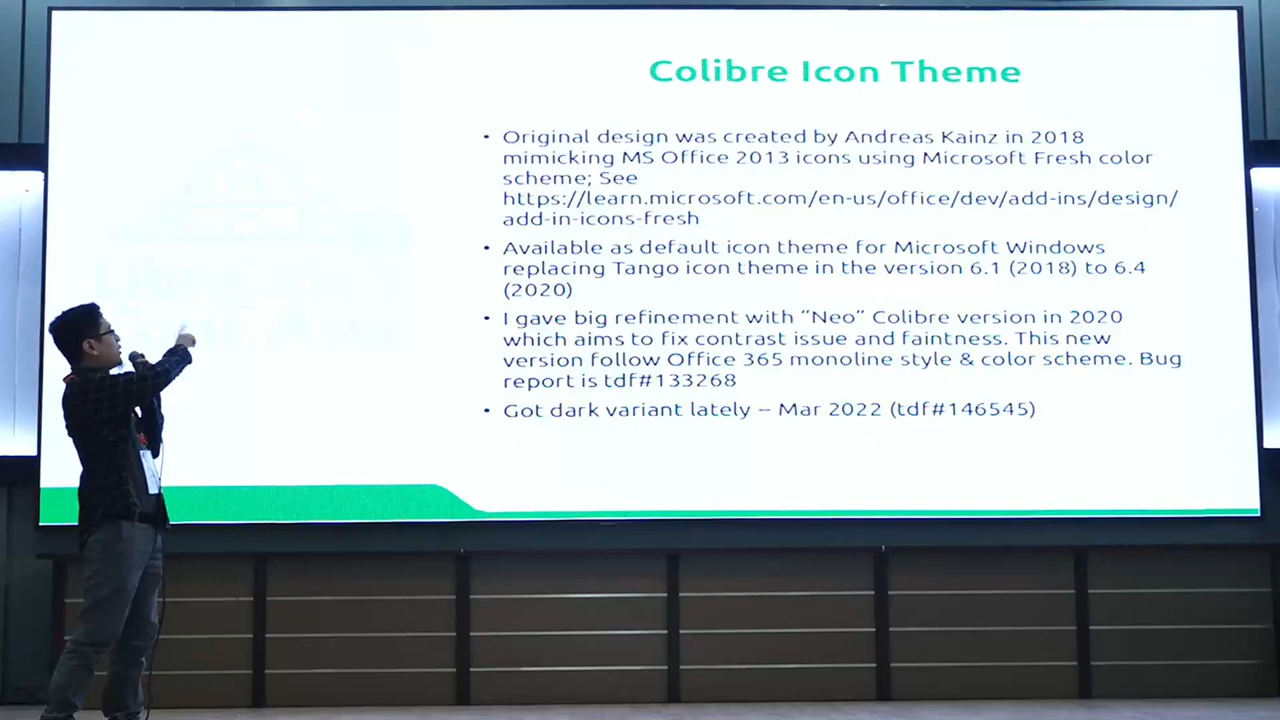 Colibre Icon Theme
• Original design was created by Andreas Kainz in 2018
mimicking MS Office 2013 icons using Microsoft Fresh color
scheme; See
https://learn.microsoft.com/en-us/office/dev/add-ins/design/
add-in-icons-fresh
• Available as default icon theme for Microsoft Windows
replacing Tango icon theme in the version 6.1 (2018) to 6.4
(2020)
• I gave big refinement with “Neo” Colibre version in 2020
which aims to fix contrast issue and faintness. This new
version follow Office 365 monoline style & color scheme. Bug
report is tdf#133268
• Got dark variant lately – Mar 2022 (tdf#146545)